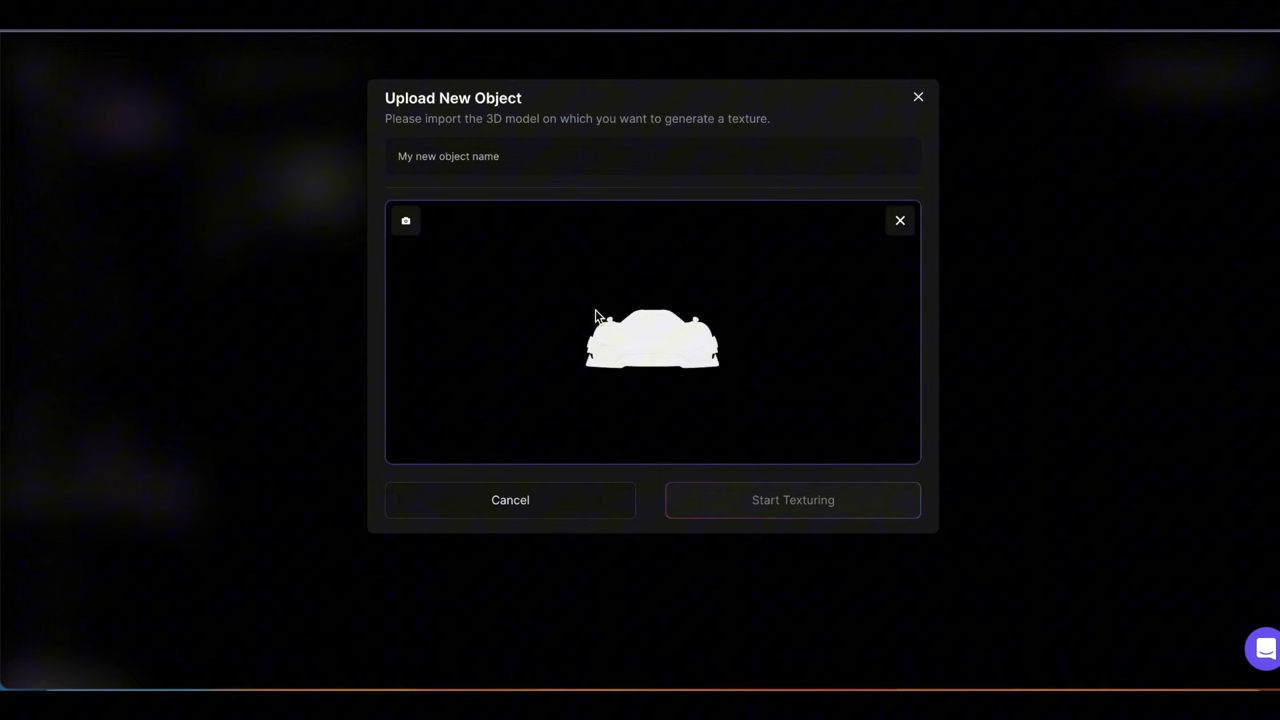 Upload New Object
Please import the 3D model on which you want to generate a texture.
My new object name
Cancel
Start Texturing